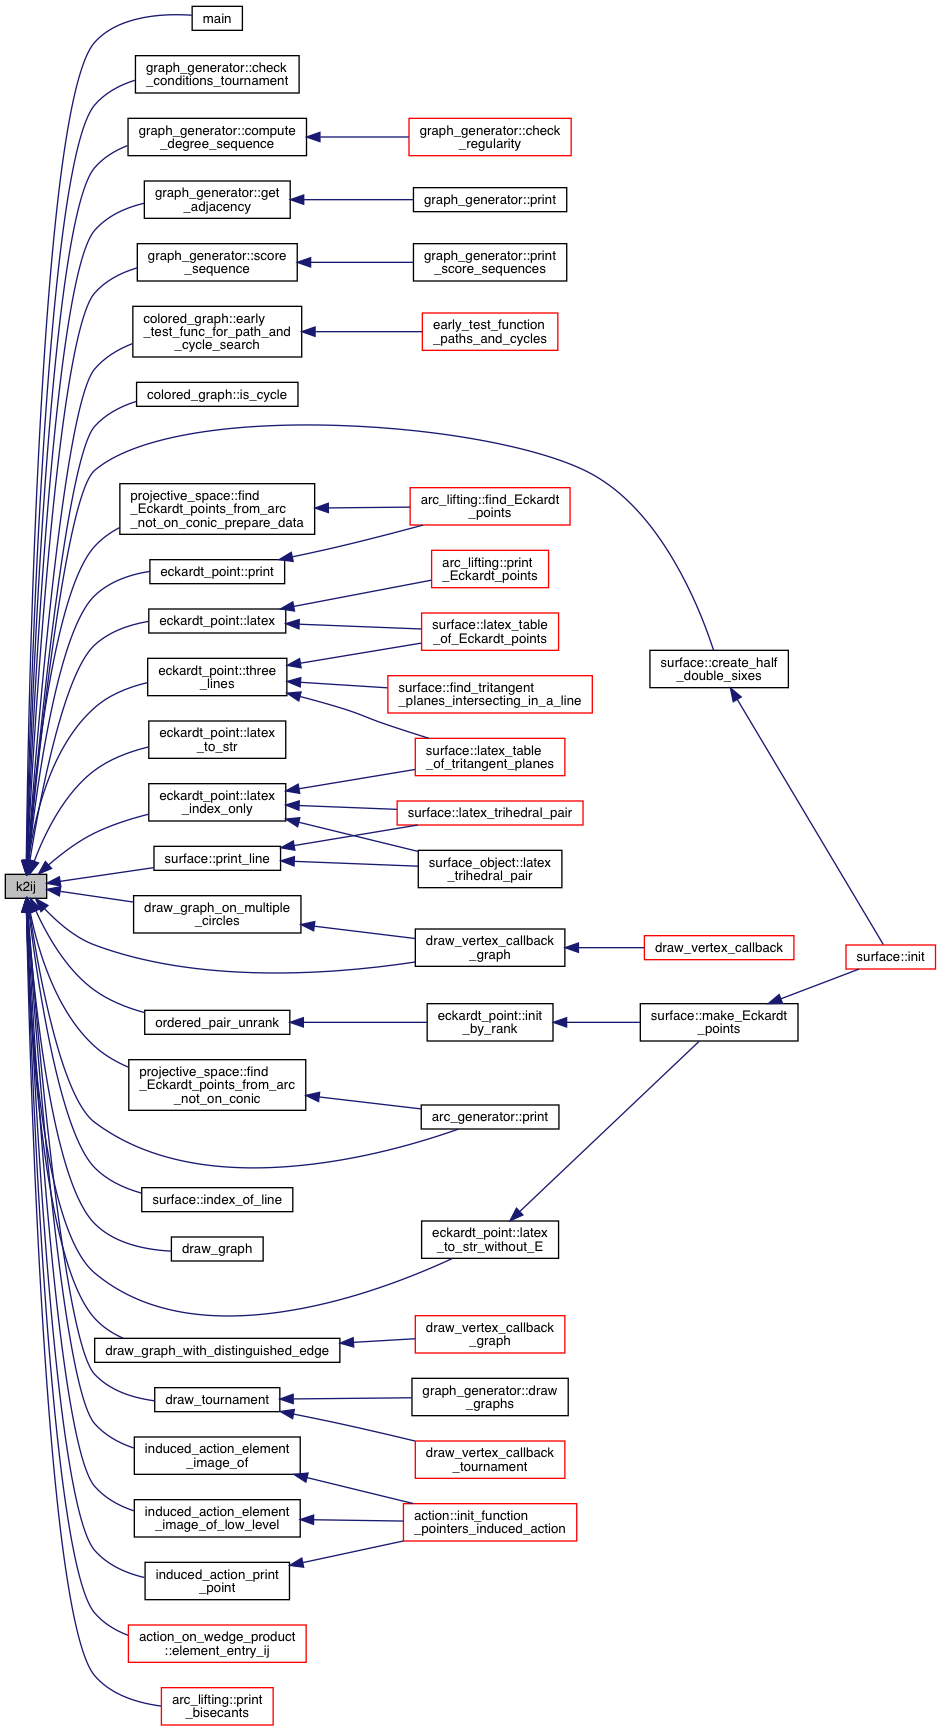 main
graph_generator::check
_conditions_tournament
graph_generator::compute
_degree_sequence
graph_generator::check
_regularity
graph_generator::get
_adjacency
graph_generator::print
graph_generator::score
_sequence
graph_generator::print
_score_sequences
colored_graph::early
_test_func_for_path_and
_cycle_search
early_test_function
_paths_and_cycles
colored_graph::is_cycle
projective_space::find
_Eckardt_points_from_arc
_not_on_conic_prepare_data
arc_lifting::find_Eckardt
_points
eckardt_point::print
arc_lifting::print
_Eckardt_points
eckardt_point::latex
surface::latex_table
_of_Eckardt_points
eckardt_point::three
_lines
surface::find_tritangent
_planes_intersecting_in_a_line
surface::create_half
_double_sixes
eckardt_point::latex
_to_str
surface::latex_table
_of_tritangent_planes
eckardt_point::latex
_index_only
surface::latex_trihedral_pair
surface::print_line
surface_object::latex
_trihedral_pair
k2ij
draw_graph_on_multiple
_circles
draw_vertex_callback
_graph
draw_vertex_callback
surface::init
ordered_pair_unrank
eckardt_point::init
_by_rank
surface::make_Eckardt
_points
projective_space::find
_Eckardt_points_from_arc
_not_on_conic
arc_generator::print
surface::index_of_line
draw_graph
eckardt_point::latex
_to_str_without_E
draw_graph_with_distinguished_edge
draw_vertex_callback
_graph
draw_tournament
graph_generator::draw
_graphs
draw_vertex_callback
_tournament
induced_action_element
_image_of
induced_action_element
_image_of_low_level
action::init_function
_pointers_induced_action
induced_action_print
_point
action_on_wedge_product
::element_entry_ij
arc_lifting::print
_bisecants